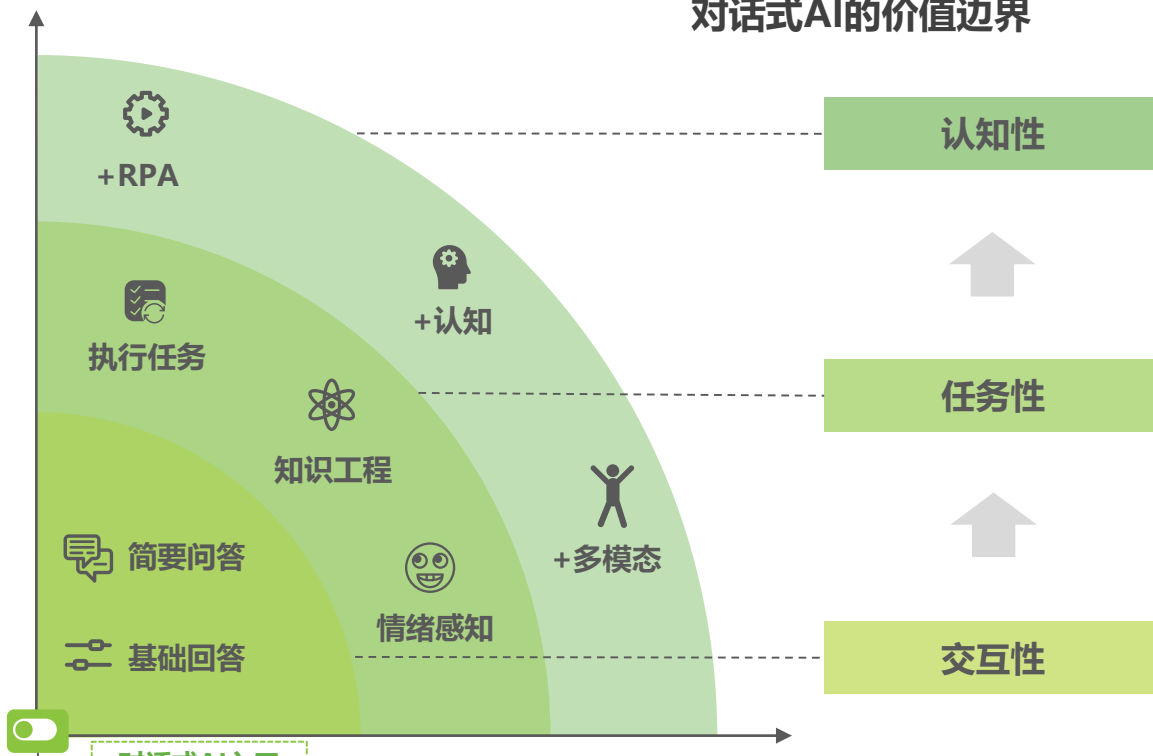 对话式AI的价值边界
+RPA
认知性
+认知
执行任务
任务性
知识工程
+多模态
简要问答
情绪感知
基础回答
交互性